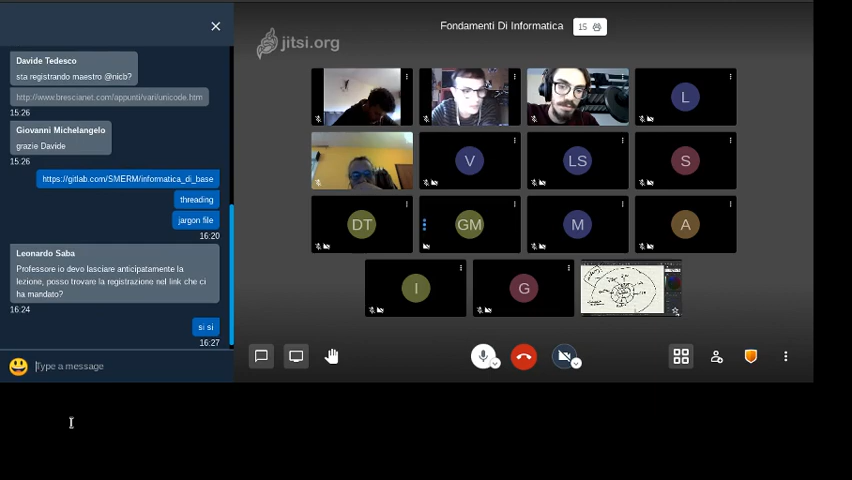 Davide Tedesco
sta registrando maestro @nicb?
http://www.brescianet.com/appunti/vari/unicode.htm
15:26
Giovanni Michelangelo
grazie Davide
15:26
https://gitlab.com/SMERM/informatica_di_base
threading
jargon file
16:20
Leonardo Saba
Professore io devo lasciare anticipatamente la
lezione, posso trovare la registrazione nel link che ci
ha mandato?
16:24
si si
16:27
Type a message
jitsi.org
Fondamenti Di Informatica
15
L
V
LS
S
DT
GM
M
A
I
G